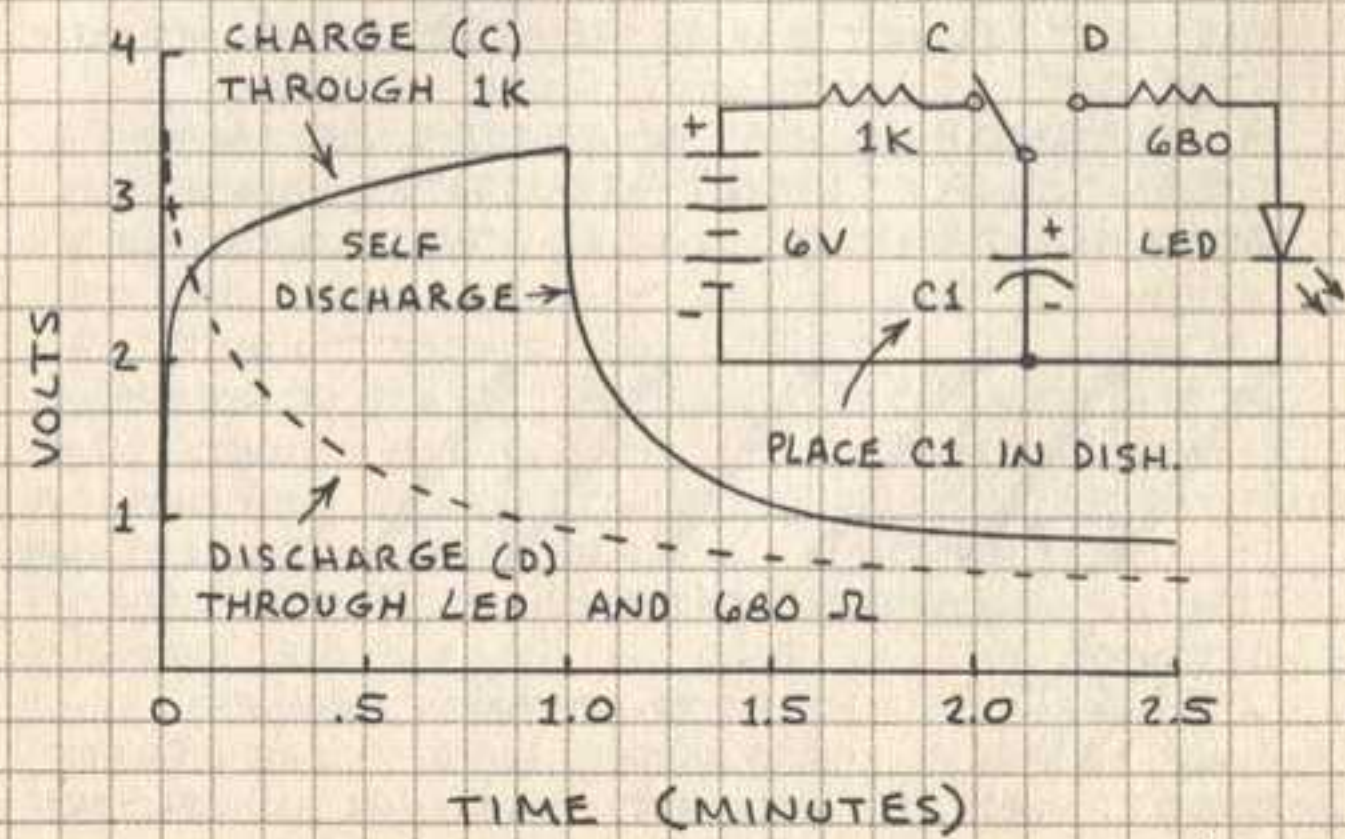 CHARGE (C)
THROUGH 1K
4
3
2
1
VOLTS
SELF
DISCHARGE
DISCHARGE (D)
THROUGH LED AND 680 Ω
0 .5 1.0 1.5 2.0 2.5
TIME (MINUTES)
C D
+ 1K 680
6V + LED
- C1 -
PLACE C1 IN DISH.